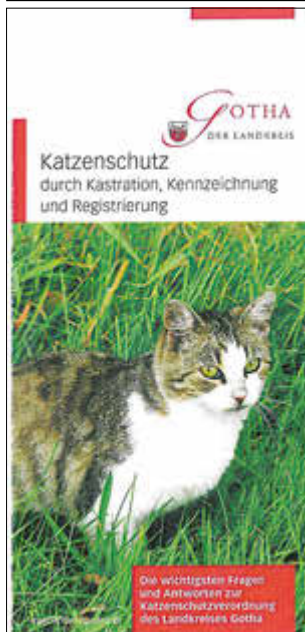 GOTHA
DER LANDKREIS
Katzenschutz
durch Kastration, Kennzeichnung
und Registrierung
Die wichtigsten Fragen
und Antworten zur
Katzenschutzverordnung
des Landkreises Gotha